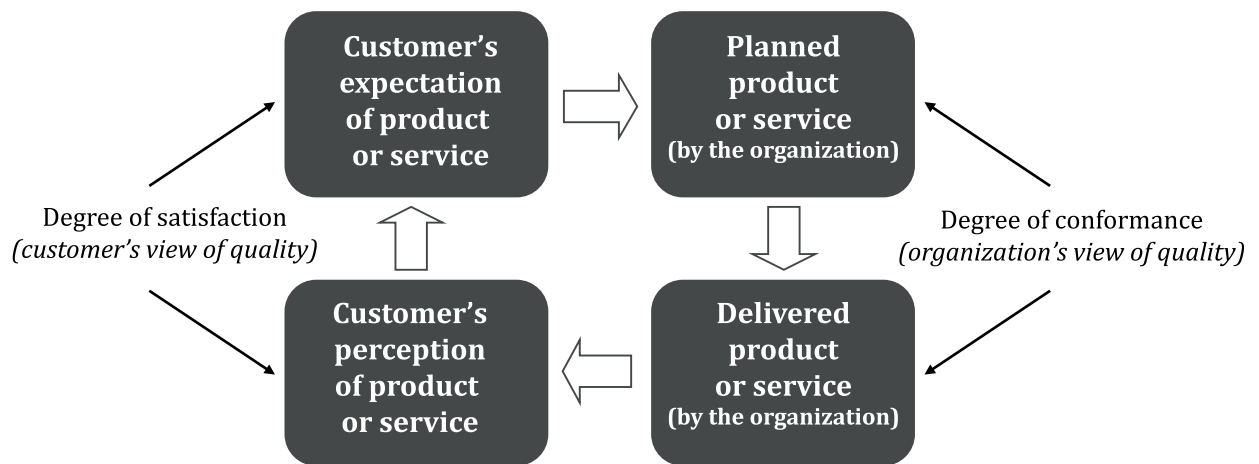 Customer’s
expectation
of product
or service
Planned
product
or service
(by the organization)
Degree of satisfaction
(customer’s view of quality)
Degree of conformance
(organization’s view of quality)
Customer’s
perception
of product
or service
Delivered
product
or service
(by the organization)